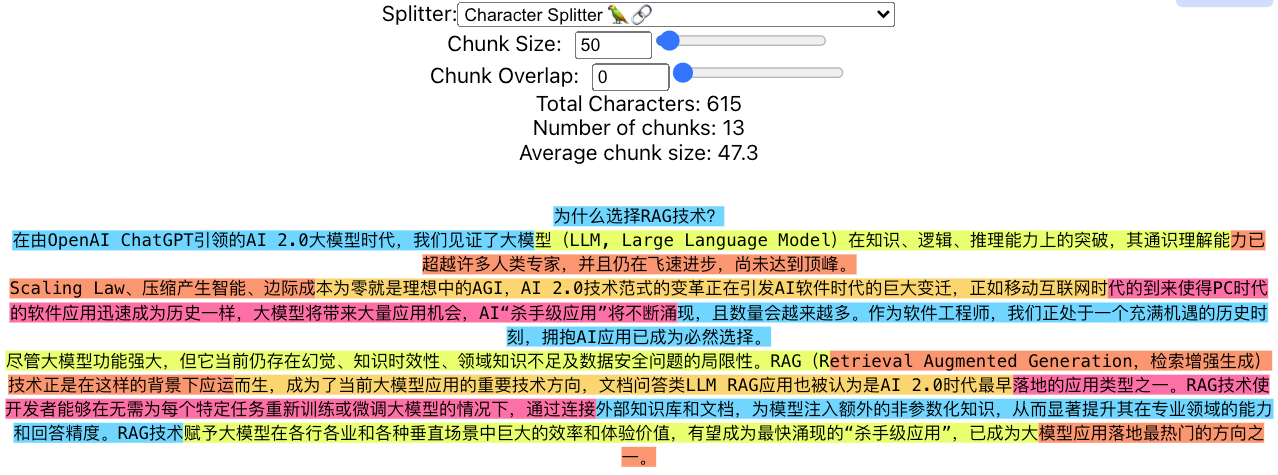 Splitter: Character Splitter 🦜🔗
Chunk Size: 50
Chunk Overlap: 0
Total Characters: 615
Number of chunks: 13
Average chunk size: 47.3
为什么选择RAG技术？
在由OpenAI ChatGPT引领的AI 2.0大模型时代，我们见证了大模型（LLM, Large Language Model）在知识、逻辑、推理能力上的突破，其通识理解能力已
超越许多人类专家，并且仍在飞速进步，尚未达到顶峰。
Scaling Law、压缩产生智能、边际成本为零就是理想中的AGI，AI 2.0技术范式的变革正在引发AI软件时代的巨大变迁，正如移动互联网时代的到来使得PC时代
的软件应用迅速成为历史一样，大模型将带来大量应用机会，AI“杀手级应用”将不断涌现，且数量会越来越多。作为软件工程师，我们正处于一个充满机遇的历史时
刻，拥抱AI应用已成为必然选择。
尽管大模型功能强大，但它当前仍存在幻觉、知识时效性、领域知识不足及数据安全问题的局限性。RAG（Retrieval Augmented Generation，检索增强生成）
技术正是在这样的背景下应运而生，成为了当前大模型应用的重要技术方向，文档问答类LLM RAG应用也被认为是AI 2.0时代最早落地的应用类型之一。RAG技术使
开发者能够在无需为每个特定任务重新训练或微调大模型的情况下，通过连接外部知识库和文档，为模型注入额外的非参数化知识，从而显著提升其在专业领域的能力
和回答精度。RAG技术赋予大模型在各行各业和各种垂直场景中巨大的效率和体验价值，有望成为最快涌现的“杀手级应用”，已成为大模型应用落地最热门的方向之
一。